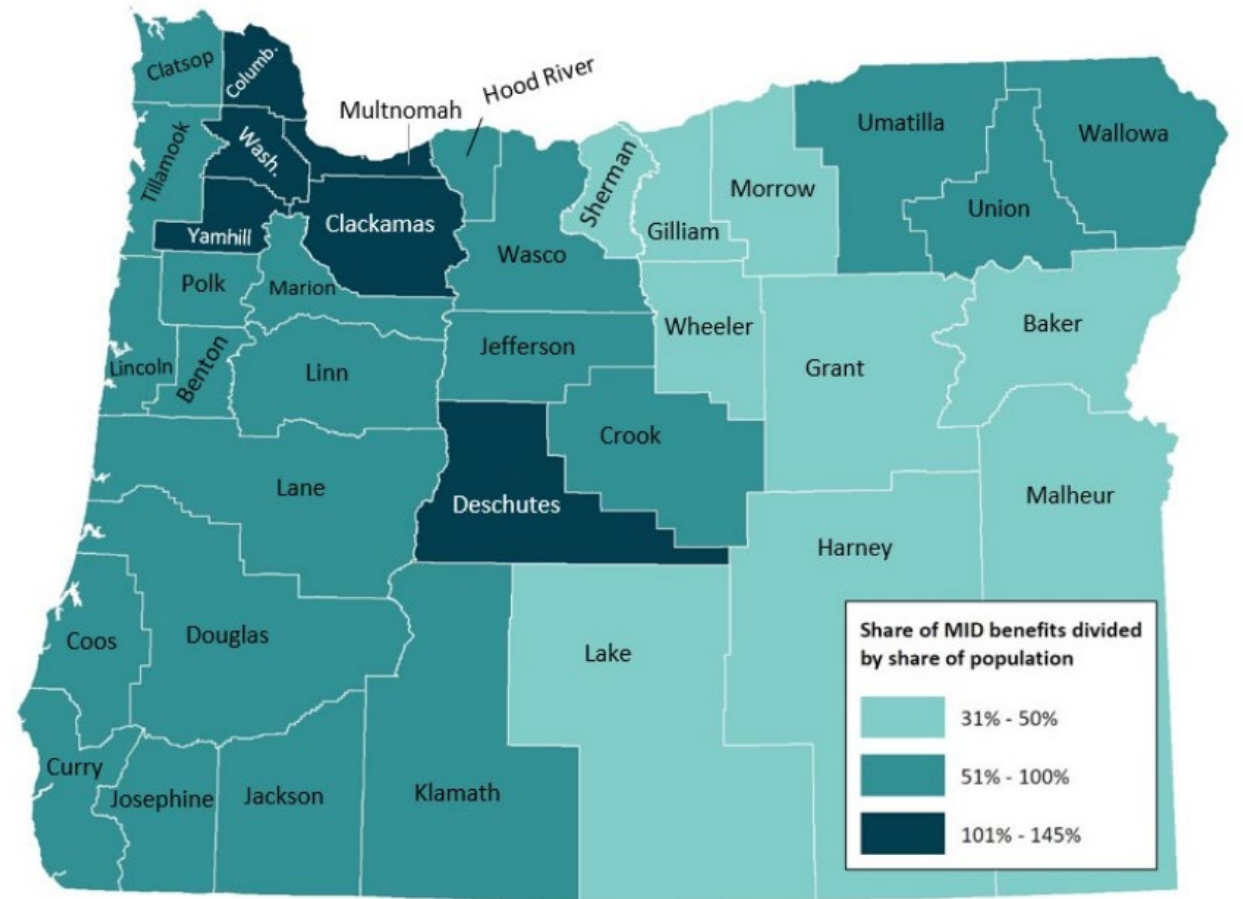 Clatsop
Columb.
Hood River
Multnomah
Tillamook
Wash.
Umatilla
Wallowa
Sherman
Morrow
Union
Gilliam
Yamhill
Clackamas
Wasco
Polk
Marion
Wheeler
Baker
Jefferson
Lincoln
Benton
Linn
Grant
Crook
Lane
Deschutes
Malheur
Harney
Coos
Douglas
Lake
Curry
Josephine
Jackson
Klamath
Share of MID benefits divided
by share of population
31% - 50%
51% - 100%
101% - 145%